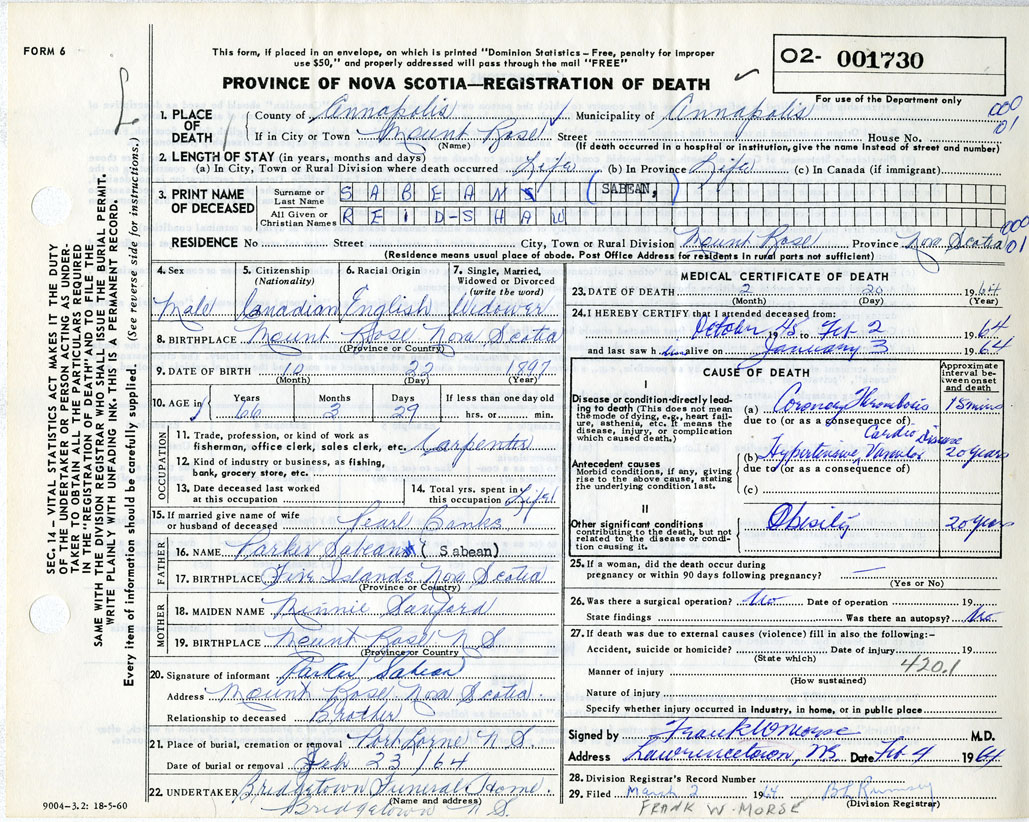 FORM 6
This form, if placed in an envelope, on which is printed "Dominion Statistics – Free, penalty for improper
use $50," and properly addressed will pass through the mail "FREE"
PROVINCE OF NOVA SCOTIA—REGISTRATION OF DEATH
O2- 001730
For use of the Department only
1. PLACE OF DEATH
County of Annapolis Municipality of Annapolis
000
01
If in City or Town Mount Rose Street House No.
(Name) (If death occurred in a hospital or institution, give the name instead of street and number)
2. LENGTH OF STAY (in years, months and days)
(a) In City, Town or Rural Division where death occurred Life (b) In Province Life (c) In Canada (if immigrant)
3. PRINT NAME OF DECEASED
Surname or Last Name SABEAN (SABEAN,)
All Given or Christian Names REID-SHAW
RESIDENCE No Street City, Town or Rural Division Mount Rose Province Nova Scotia
000
01
(Residence means usual place of abode. Post Office Address for residents in rural parts not sufficient)
SEC. 14 – VITAL STATISTICS ACT MAKES IT THE DUTY
OF THE UNDERTAKER OR PERSON ACTING AS UNDER-
TAKER TO OBTAIN ALL THE PARTICULARS REQUIRED
IN THE "REGISTRATION OF DEATH" AND TO FILE THE
SAME WITH THE DIVISION REGISTRAR WHO SHALL ISSUE THE BURIAL PERMIT.
WRITE PLAINLY WITH UNFADING INK. THIS IS A PERMANENT RECORD.
Every item of information should be carefully supplied. (See reverse side for instructions.)
4. Sex Male
5. Citizenship (Nationality) Canadian
6. Racial Origin English
7. Single, Married, Widowed or Divorced (write the word) Widower
8. BIRTHPLACE Mount Rose Nova Scotia
(Province or Country)
9. DATE OF BIRTH 10 22 1897
(Month) (Day) (Year)
10. AGE in Years 66 Months 3 Days 29 If less than one day old hrs. or min.
OCCUPATION
11. Trade, profession, or kind of work as
fisherman, office clerk, sales clerk, etc. Carpenter
12. Kind of industry or business, as fishing,
bank, grocery store, etc.
13. Date deceased last worked
at this occupation
14. Total yrs. spent in
this occupation Life
15. If married give name of wife
or husband of deceased Pearl Banks
FATHER
16. NAME Parker Sabean (Sabean)
17. BIRTHPLACE Five Islands Nova Scotia
(Province or Country)
MOTHER
18. MAIDEN NAME Minnie Sanford
19. BIRTHPLACE Mount Rose N S
(Province or Country
20. Signature of informant Parker Sabean
Address Mount Rose Nova Scotia.
Relationship to deceased Brother
21. Place of burial, cremation or removal Port Lorne N S.
Date of burial or removal Feb 23/64
22. UNDERTAKER Bridgetown Funeral Home.
(Name and address)
Bridgetown N S.
9004–3.2: 18-5-60
MEDICAL CERTIFICATE OF DEATH
23. DATE OF DEATH 2 20 1964
(Month) (Day) (Year)
24. I HEREBY CERTIFY that I attended deceased from:
October 1945 to Feb 2 1964
and last saw him alive on January 3 1964
CAUSE OF DEATH
Approximate interval between onset and death
I
Disease or condition directly lead-
ing to death (This does not mean
the mode of dying, e.g., heart fail-
ure, asthenia, etc. It means the
disease, injury, or complication
which caused death.)
(a) Coronary Thrombosis 15 mins
due to (or as a consequence of)
Antecedent causes
Morbid conditions, if any, giving
rise to the above cause, stating
the underlying condition last.
(b) Hypertensive Cardio Vascular Disease 20 years
due to (or as a consequence of)
(c)
II
Other significant conditions
contributing to the death, but not
related to the disease or condi-
tion causing it.
Obesity 20 years
25. If a woman, did the death occur during
pregnancy or within 90 days following pregnancy? —
(Yes or No)
26. Was there a surgical operation? No Date of operation 19
State findings Was there an autopsy? No
27. If death was due to external causes (violence) fill in also the following:–
Accident, suicide or homicide? Date of injury 19
(State which)
Manner of injury 420.1
(How sustained)
Nature of injury
Specify whether injury occurred in industry, in home, or in public place
Signed by Frank W Morse M.D.
Address Lawrencetown, NS Date Feb 4 1964
28. Division Registrar's Record Number
29. Filed March 2 1964
(Division Registrar)
FRANK W. MORSE